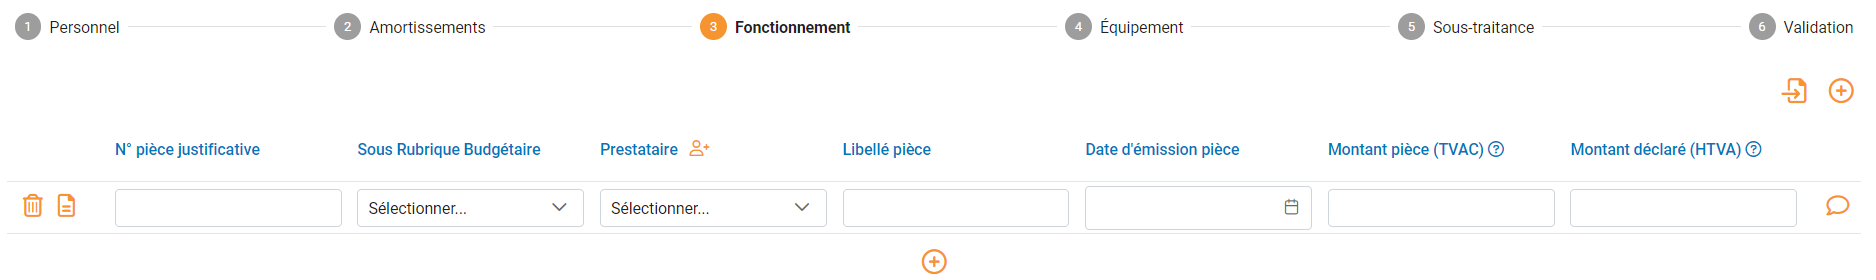 1 Personnel 2 Amortissements 3 Fonctionnement 4 Équipement 5 Sous-traitance 6 Validation
N° pièce justificative Sous Rubrique Budgétaire Prestataire Libellé pièce Date d'émission pièce Montant pièce (TVAC) ? Montant déclaré (HTVA) ?
Sélectionner... Sélectionner...